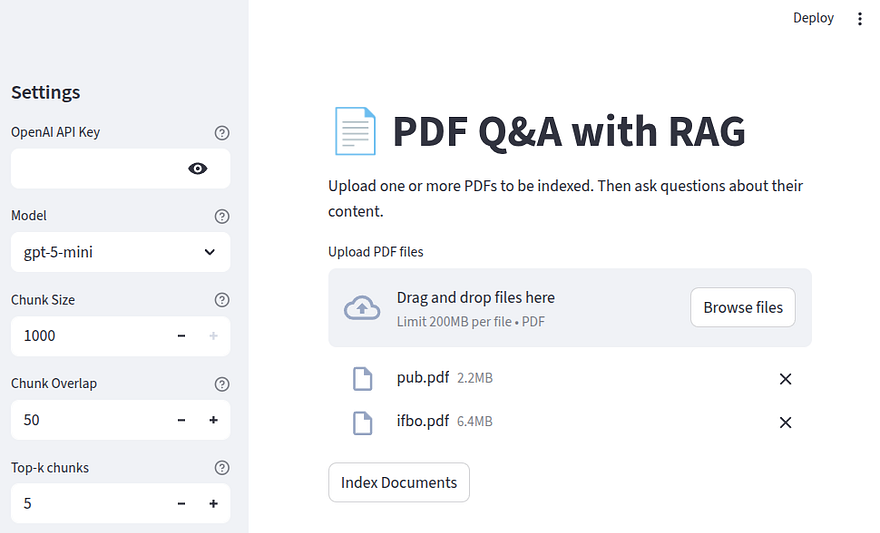 Deploy
Settings
OpenAI API Key
Model
gpt-5-mini
Chunk Size
1000
Chunk Overlap
50
Top-k chunks
5
PDF Q&A with RAG
Upload one or more PDFs to be indexed. Then ask questions about their
content.
Upload PDF files
Drag and drop files here
Limit 200MB per file • PDF
Browse files
pub.pdf 2.2MB
ifbo.pdf 6.4MB
Index Documents